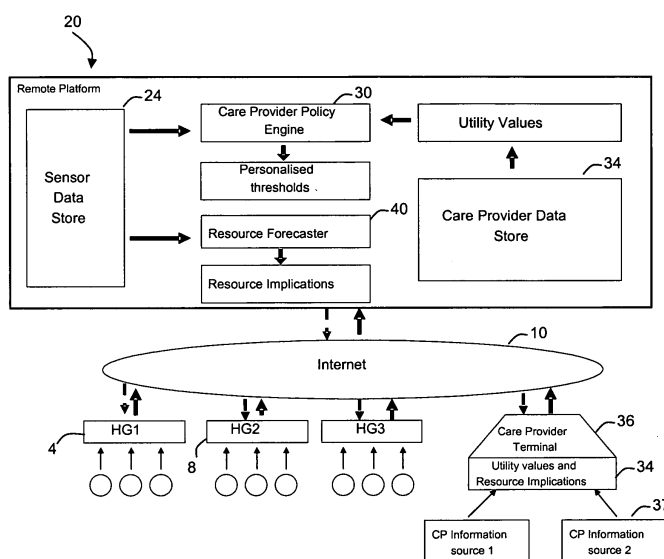 20
Remote Platform
24
30
Care Provider Policy
Engine
Utility Values
34
Sensor
Data
Store
Personalised
thresholds
40
Care Provider Data
Store
Resource Forecaster
Resource Implications
10
Internet
4
HG1
8
HG2
HG3
Care Provider
Terminal
36
Utility values and
Resource Implications
34
37
CP Information
source 1
CP Information
source 2